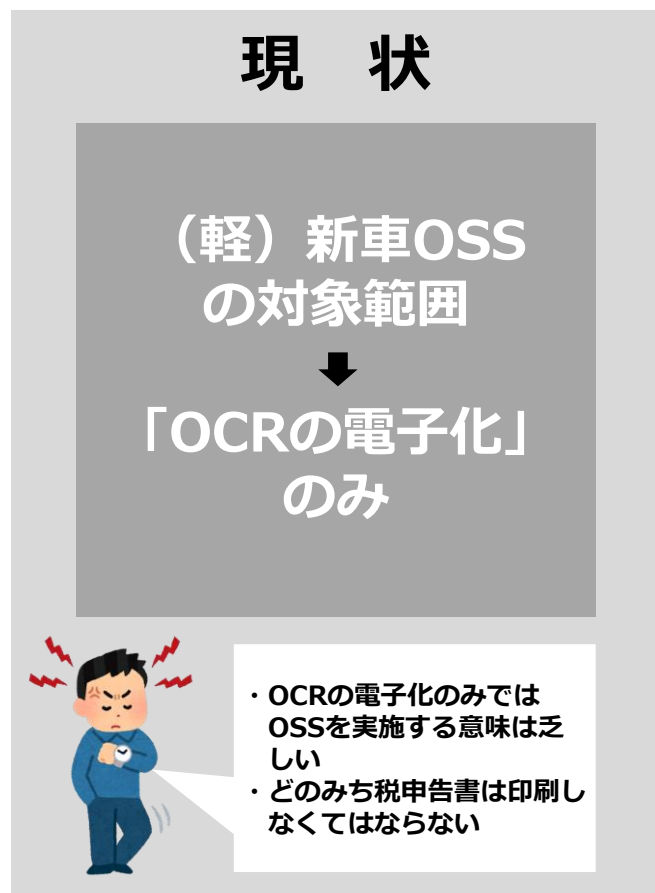 現　状
（軽）新車OSS
の対象範囲
「OCRの電子化」
のみ
・OCRの電子化のみでは
OSSを実施する意味は乏
しい
・どのみち税申告書は印刷し
なくてはならない